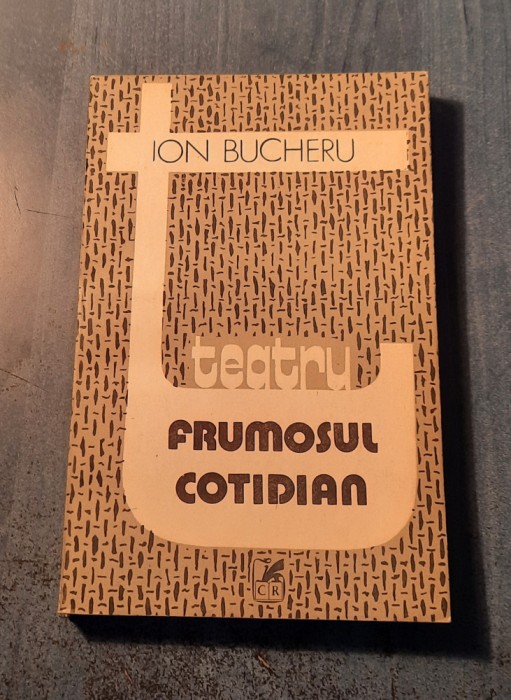 ION BUCHERU
teatru
FRUMOSUL
COTIDIAN
CR